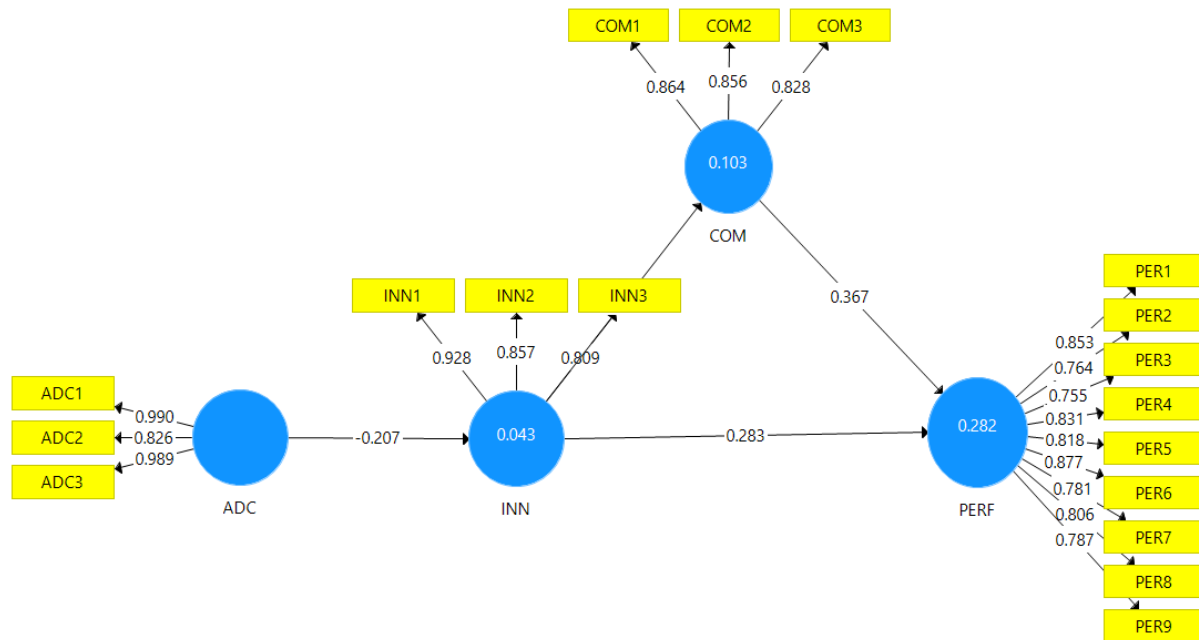 COM1 COM2 COM3
0.864 0.856 0.828
0.103
COM
INN1 INN2 INN3
0.928 0.857 0.809
0.367
ADC1
ADC2
ADC3
0.990
0.826
0.989
ADC
-0.207
0.043
INN
0.283
0.282
PERF
0.853
0.764
0.755
0.831
0.818
0.877
0.781
0.806
0.787
PER1
PER2
PER3
PER4
PER5
PER6
PER7
PER8
PER9